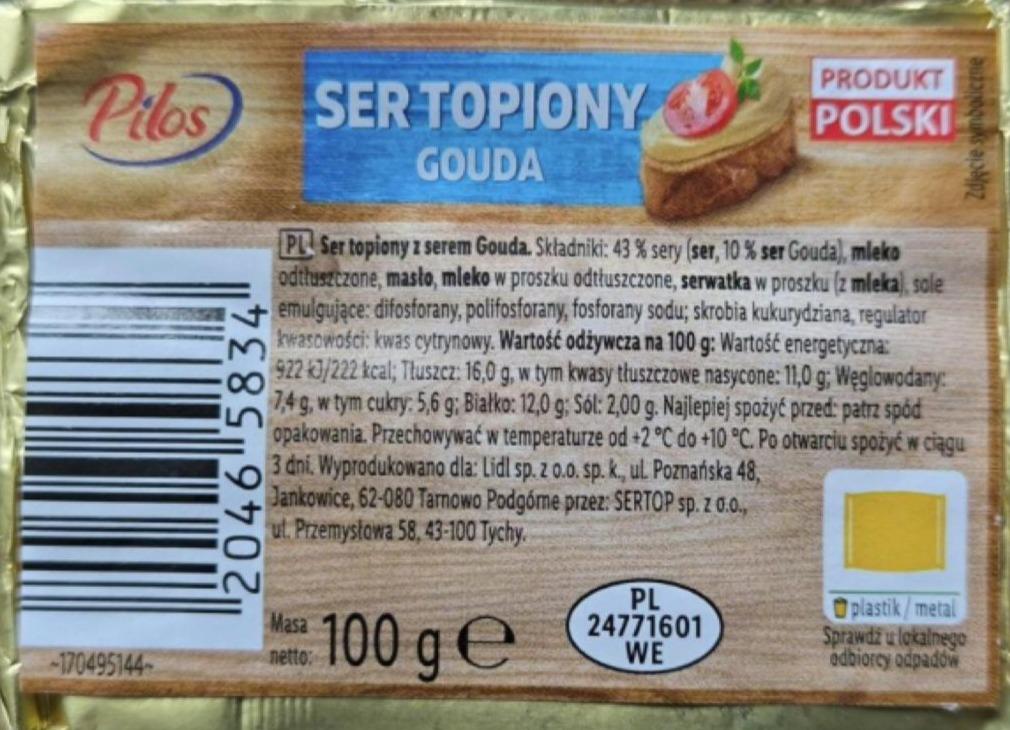 Pilos
SER TOPIONY
GOUDA
PRODUKT
POLSKI
Zdjęcie symboliczne
PL Ser topiony z serem Gouda. Składniki: 43 % sery (ser, 10 % ser Gouda), mleko
odtłuszczone, masło, mleko w proszku odtłuszczone, serwatka w proszku (z mleka), sole
emulgujące: difosforany, polifosforany, fosforany sodu; skrobia kukurydziana, regulator
kwasowości: kwas cytrynowy. Wartość odżywcza na 100 g: Wartość energetyczna:
922 kJ/222 kcal; Tłuszcz: 16,0 g, w tym kwasy tłuszczowe nasycone: 11,0 g; Węglowodany:
7,4 g, w tym cukry: 5,6 g; Białko: 12,0 g; Sól: 2,00 g. Najlepiej spożyć przed: patrz spód
opakowania. Przechowywać w temperaturze od +2 °C do +10 °C. Po otwarciu spożyć w ciągu
3 dni. Wyprodukowano dla: Lidl sp. z o.o. sp. k., ul. Poznańska 48,
Jankowice, 62-080 Tarnowo Podgórne przez: SERTOP sp. z o.o.,
ul. Przemysłowa 58, 43-100 Tychy.
20465834
~170495144~
Masa
netto: 100 g e
PL
24771601
WE
plastik / metal
Sprawdź u lokalnego
odbiorcy odpadów